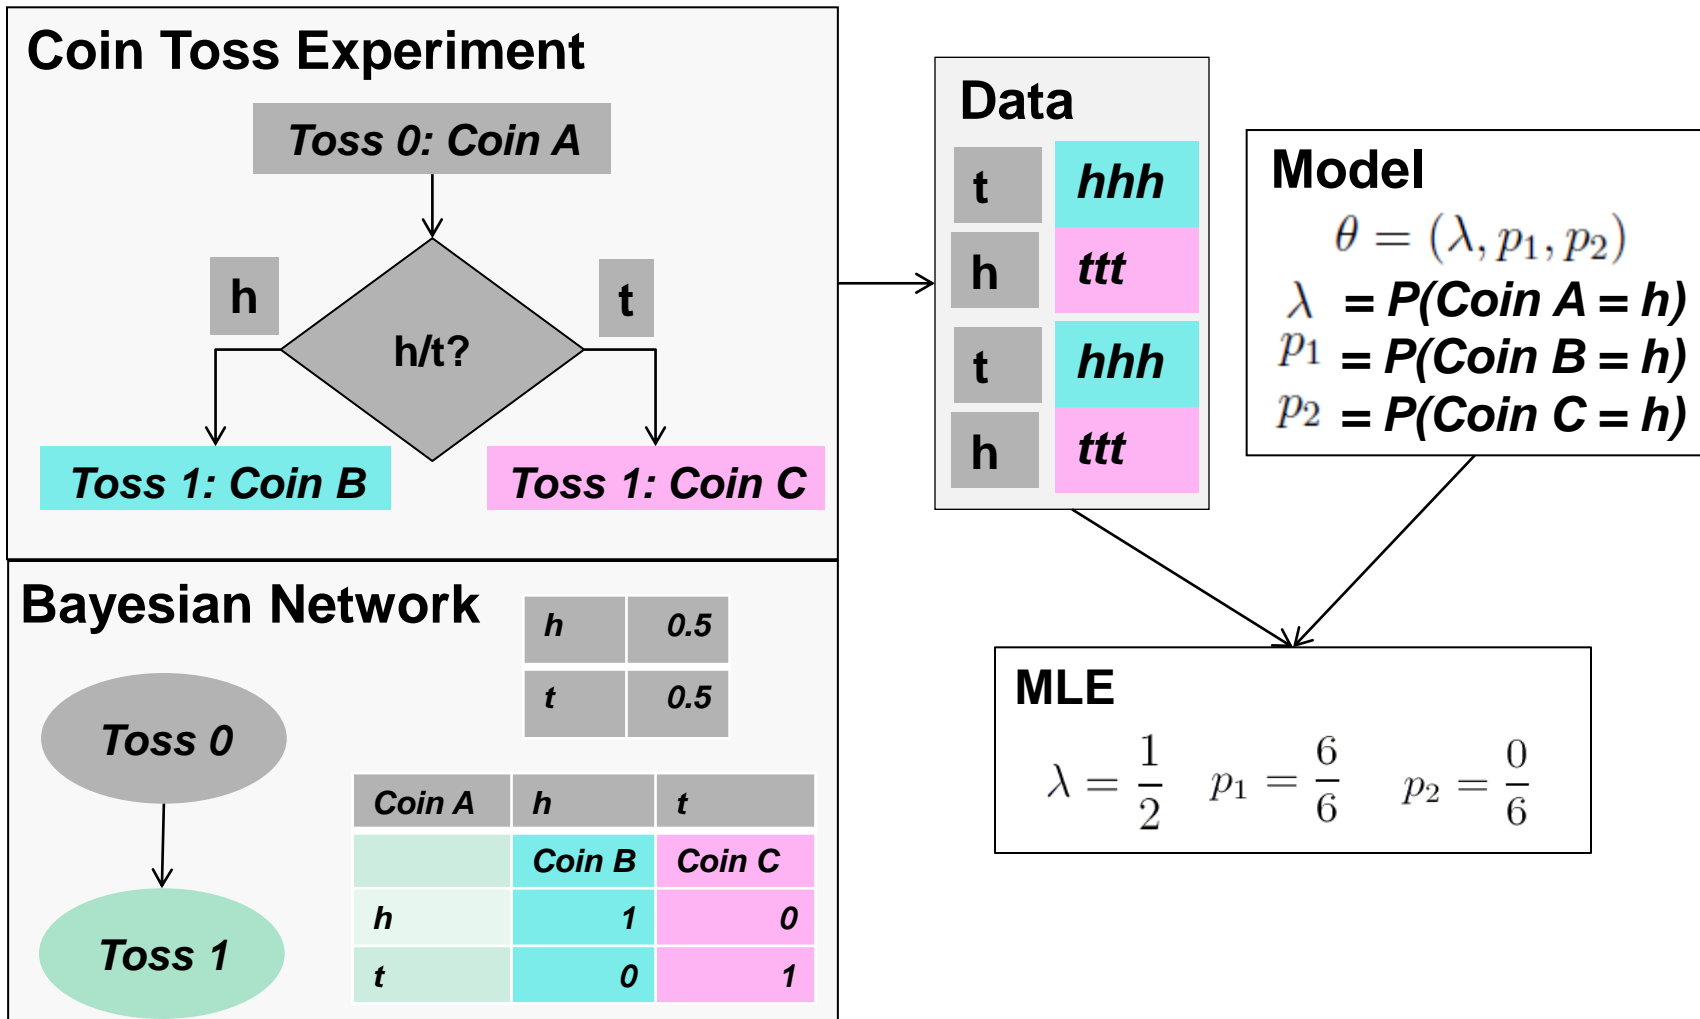 Coin Toss Experiment
Toss 0: Coin A
h
t
h/t?
Toss 1: Coin B
Toss 1: Coin C
Bayesian Network
h 0.5
t 0.5
Toss 0
Toss 1
Coin A h t
Coin B Coin C
h 1 0
t 0 1
Data
t hhh
h ttt
t hhh
h ttt
Model
θ = (λ, p₁, p₂)
λ = P(Coin A = h)
p₁ = P(Coin B = h)
p₂ = P(Coin C = h)
MLE
λ = 1/2 p₁ = 6/6 p₂ = 0/6